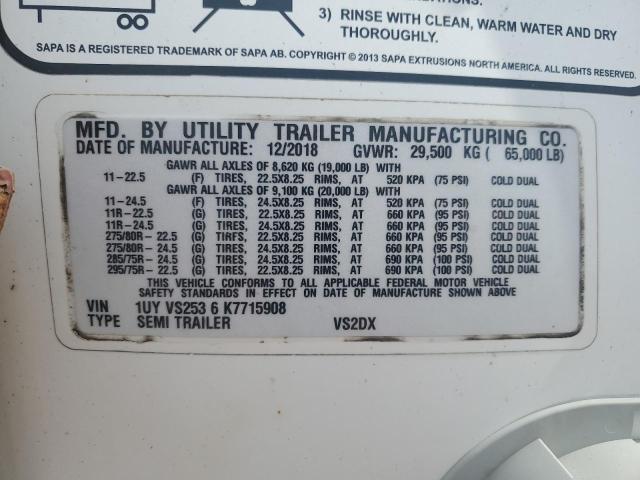 3) RINSE WITH CLEAN, WARM WATER AND DRY
THOROUGHLY.
SAPA IS A REGISTERED TRADEMARK OF SAPA AB. COPYRIGHT © 2013 SAPA EXTRUSIONS NORTH AMERICA. ALL RIGHTS RESERVED.
MFD. BY UTILITY TRAILER MANUFACTURING CO.
DATE OF MANUFACTURE: 12/2018 GVWR: 29,500 KG ( 65,000 LB)
GAWR ALL AXLES OF 8,620 KG (19,000 LB) WITH
11-22.5 (F) TIRES, 22.5X8.25 RIMS, AT 520 KPA (75 PSI) COLD DUAL
GAWR ALL AXLES OF 9,100 KG (20,000 LB) WITH
11-24.5 (F) TIRES, 24.5X8.25 RIMS, AT 520 KPA (75 PSI) COLD DUAL
11R-22.5 (G) TIRES, 22.5X8.25 RIMS, AT 660 KPA (95 PSI) COLD DUAL
11R-24.5 (G) TIRES, 24.5X8.25 RIMS, AT 660 KPA (95 PSI) COLD DUAL
275/80R-22.5 (G) TIRES, 22.5X8.25 RIMS, AT 660 KPA (95 PSI) COLD DUAL
275/80R-24.5 (G) TIRES, 24.5X8.25 RIMS, AT 660 KPA (95 PSI) COLD DUAL
285/75R-24.5 (G) TIRES, 24.5X8.25 RIMS, AT 690 KPA (100 PSI) COLD DUAL
295/75R-22.5 (G) TIRES, 22.5X8.25 RIMS, AT 690 KPA (100 PSI) COLD DUAL
THIS VEHICLE CONFORMS TO ALL APPLICABLE FEDERAL MOTOR VEHICLE
SAFETY STANDARDS IN EFFECT ON DATE OF MANUFACTURE SHOWN ABOVE
VIN 1UY VS253 6 K7715908
TYPE SEMI TRAILER VS2DX